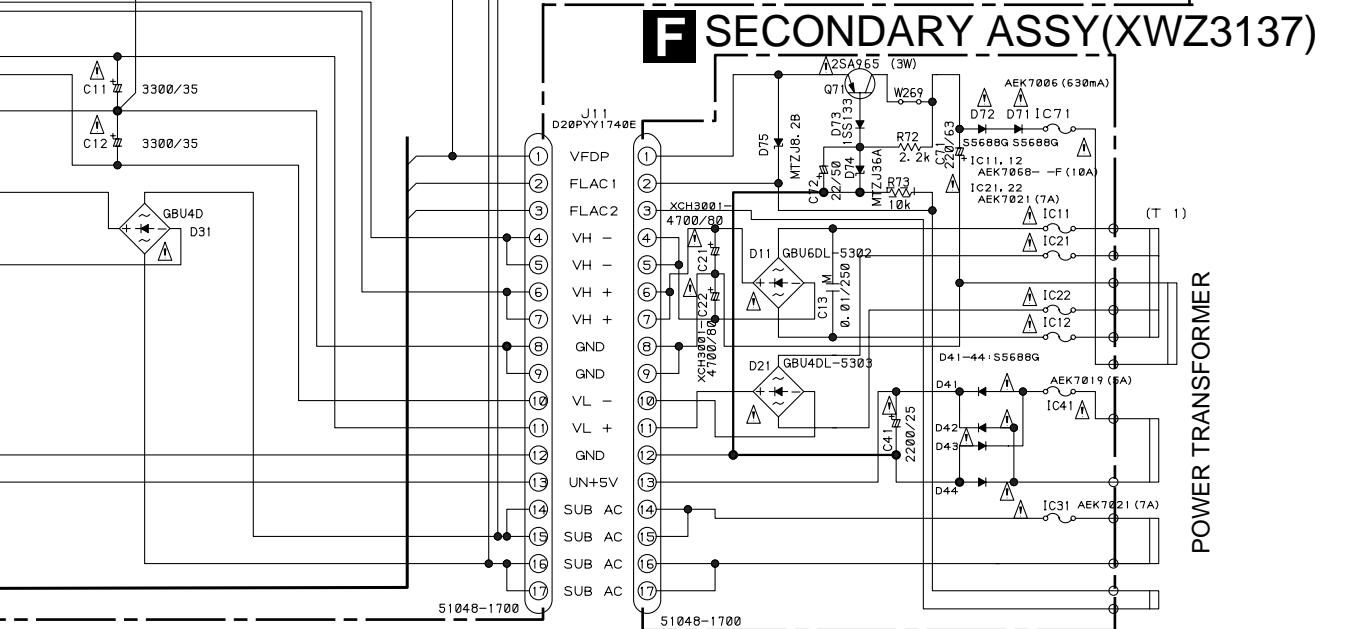 F SECONDARY ASSY(XWZ3137)
2SA965 (3W)
Q71
W269
AEK7006(630mA)
D72
D71
IC71
S5688G
S5688G
D73
1SS133
R72
2.2k
C71
220/63
D75
MTZJ8.2B
D74
MTZJ36A
C72
22/50
R73
10k
IC11,12
AEK7068- -F(10A)
IC21,22
AEK7021(7A)
C11
3300/35
C12
3300/35
GBU4D
D31
J11
D20PYY1740E
1 VFDP 1
2 FLAC1 2
3 FLAC2 3
4 VH - 4
5 VH - 5
6 VH + 6
7 VH + 7
8 GND 8
9 GND 9
10 VL - 10
11 VL + 11
12 GND 12
13 UN+5V 13
14 SUB AC 14
15 SUB AC 15
16 SUB AC 16
17 SUB AC 17
51048-1700
51048-1700
XCH3001-
4700/80
C21
C22
XCH3001-
4700/80
D11
GBU6DL-5302
C13
M
0.01/250
D21
GBU4DL-5303
IC11
IC21
IC22
IC12
(T 1)
D41-44:S5688G
D41
D42
D43
D44
C41
2200/25
AEK7019(5A)
IC41
IC31
AEK7021(7A)
POWER TRANSFORMER